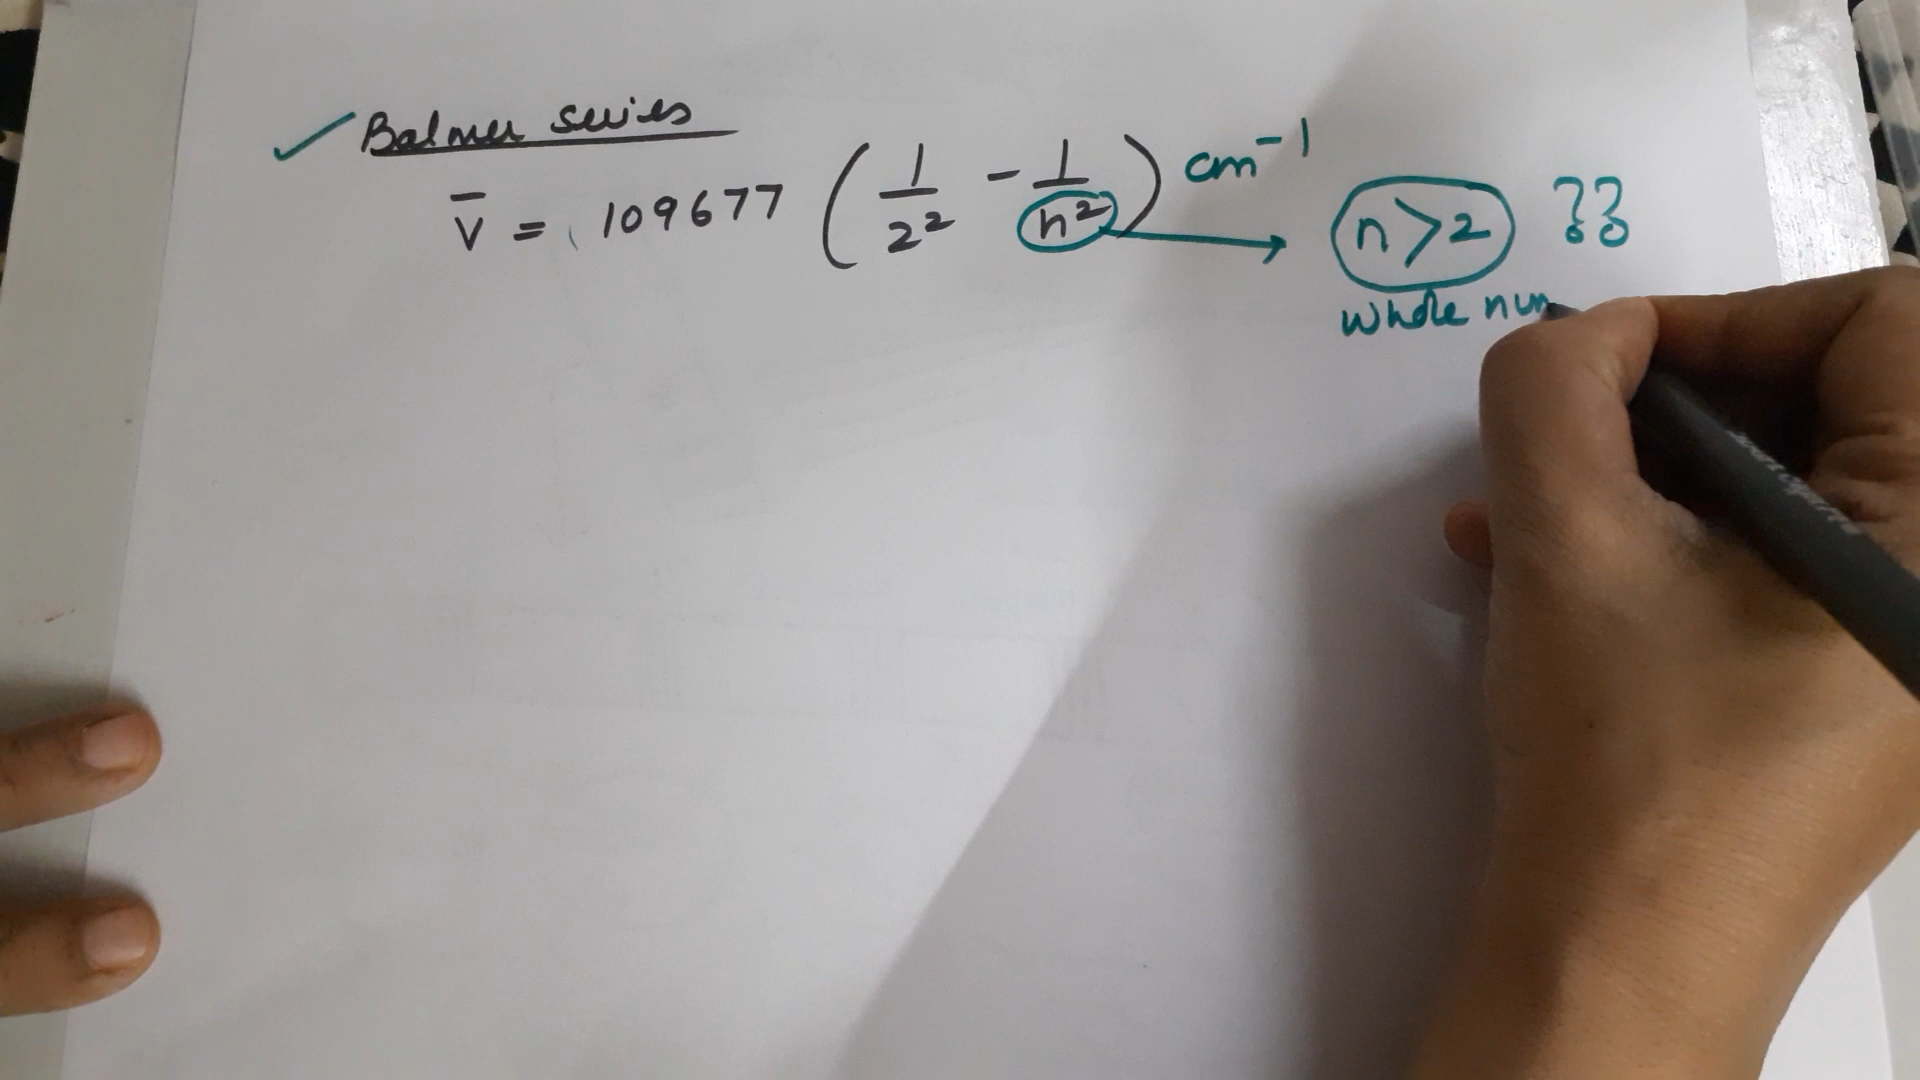 ✓ Balmer series
v̄ = 109677 (1/2² - 1/n²) cm⁻¹ → n>2 ??
whole num